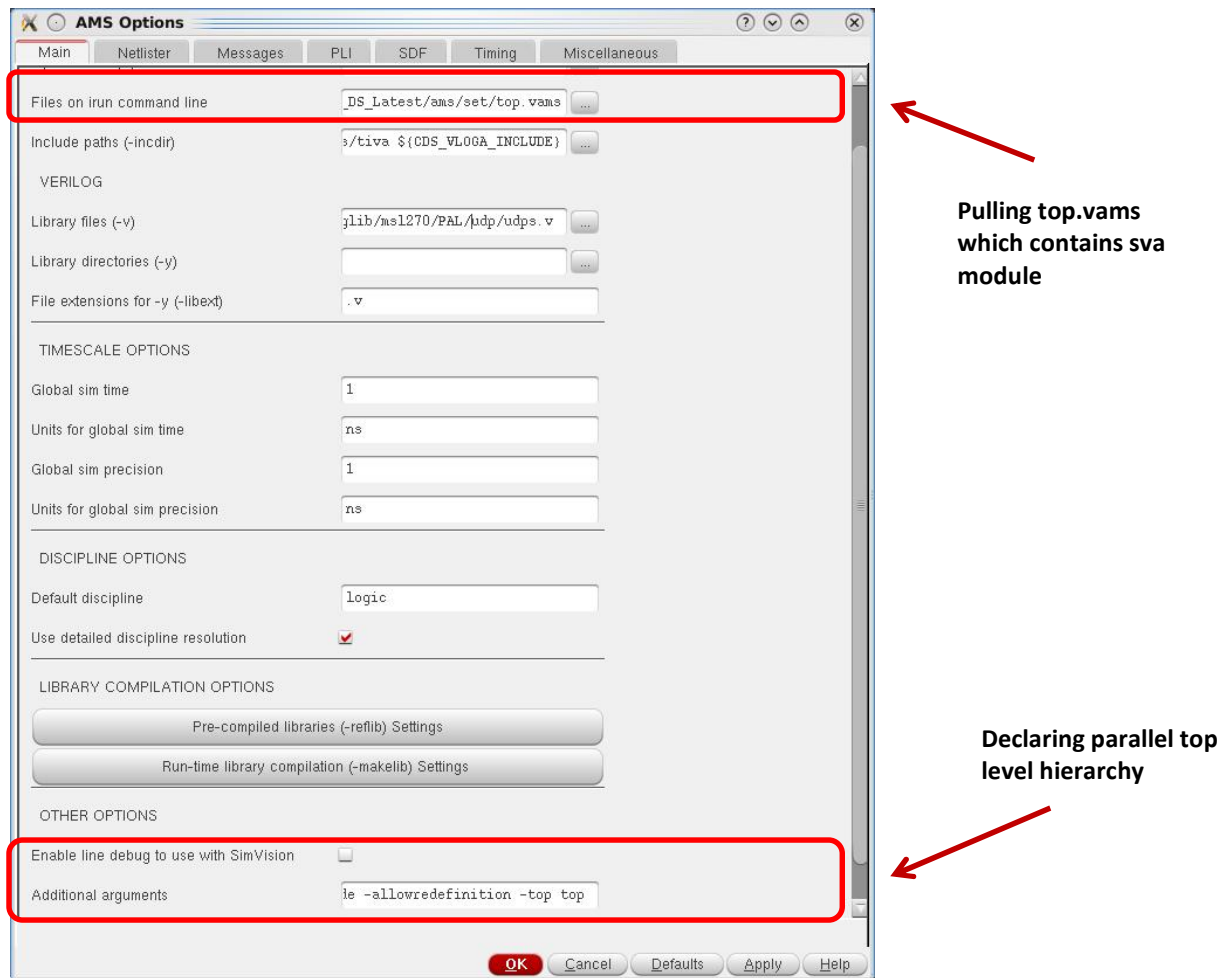 AMS Options
Main Netlister Messages PLI SDF Timing Miscellaneous
Files on irun command line _DS_Latest/ams/set/top.vams ...
Include paths (-incdir) s/tiva ${CDS_VLOGA_INCLUDE} ...
VERILOG
Library files (-v) glib/msl270/PAL/udp/udps.v ...
Library directories (-y) ...
File extensions for -y (-libext) .v
TIMESCALE OPTIONS
Global sim time 1
Units for global sim time ns
Global sim precision 1
Units for global sim precision ns
DISCIPLINE OPTIONS
Default discipline logic
Use detailed discipline resolution
LIBRARY COMPILATION OPTIONS
Pre-compiled libraries (-reflib) Settings
Run-time library compilation (-makelib) Settings
OTHER OPTIONS
Enable line debug to use with SimVision
Additional arguments de -allowredefinition -top top
OK Cancel Defaults Apply Help
Pulling top.vams
which contains sva
module
Declaring parallel top
level hierarchy